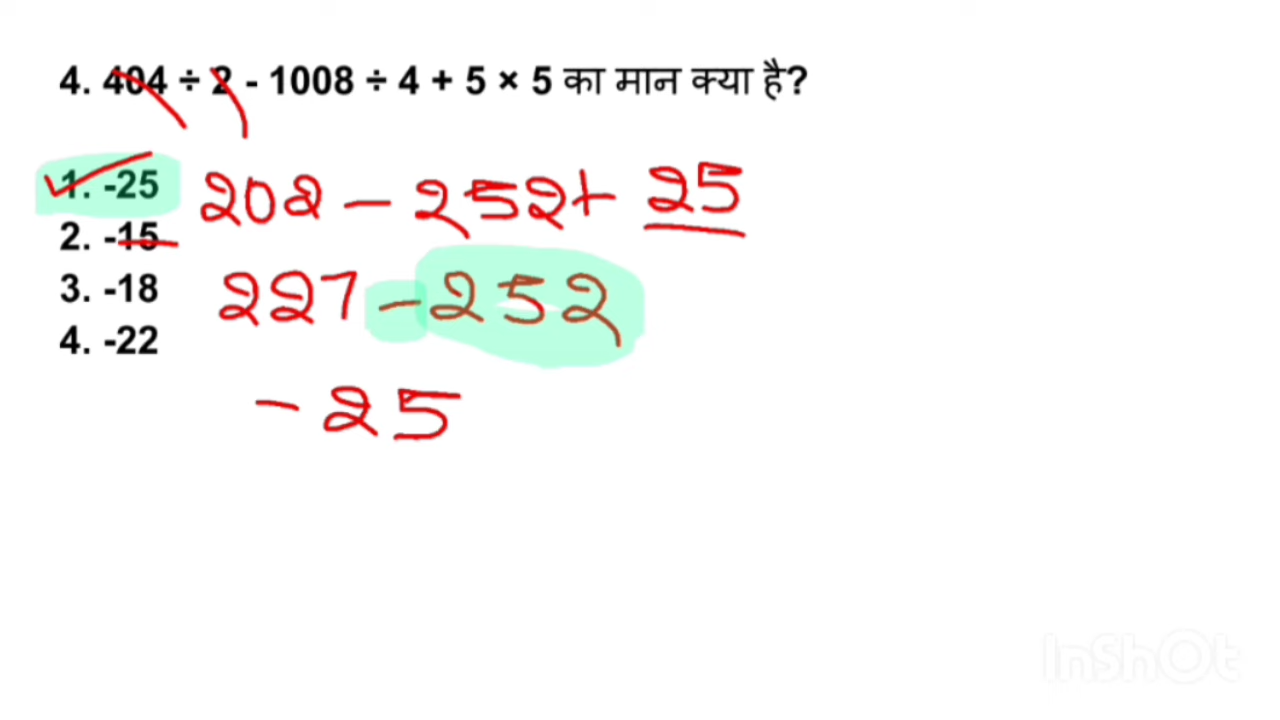 4. 404 ÷ 2 - 1008 ÷ 4 + 5 × 5 का मान क्या है?
1. -25
202 - 252 + 25
2. -15
3. -18
227 - 252
4. -22
- 25
InShOt